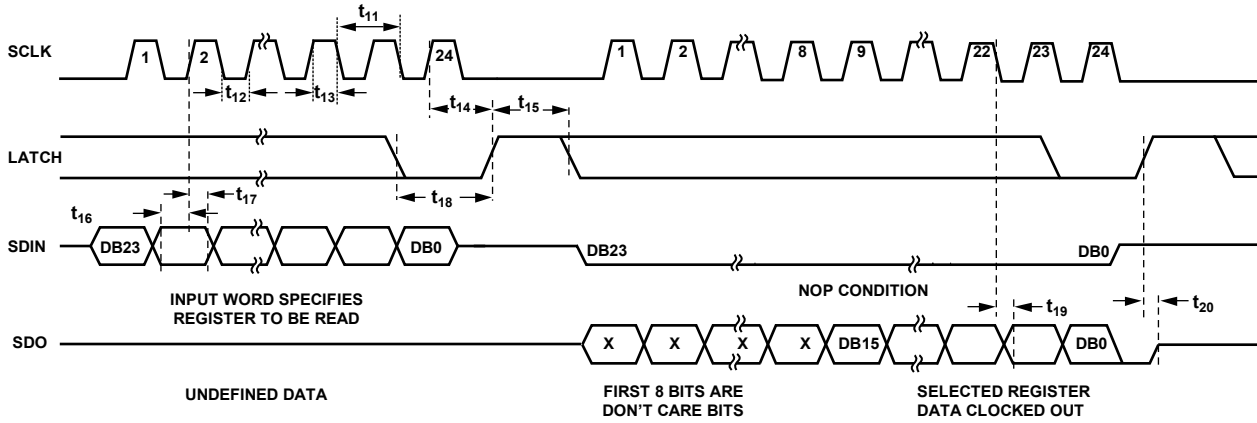 t11
SCLK 1 2 24 1 2 8 9 22 23 24
t12 t13 t14 t15
LATCH
t16 t17 t18
SDIN DB23 DB0 DB23 DB0
INPUT WORD SPECIFIES
REGISTER TO BE READ
NOP CONDITION
t19 t20
SDO X X X X DB15 DB0
UNDEFINED DATA
FIRST 8 BITS ARE
DON'T CARE BITS
SELECTED REGISTER
DATA CLOCKED OUT